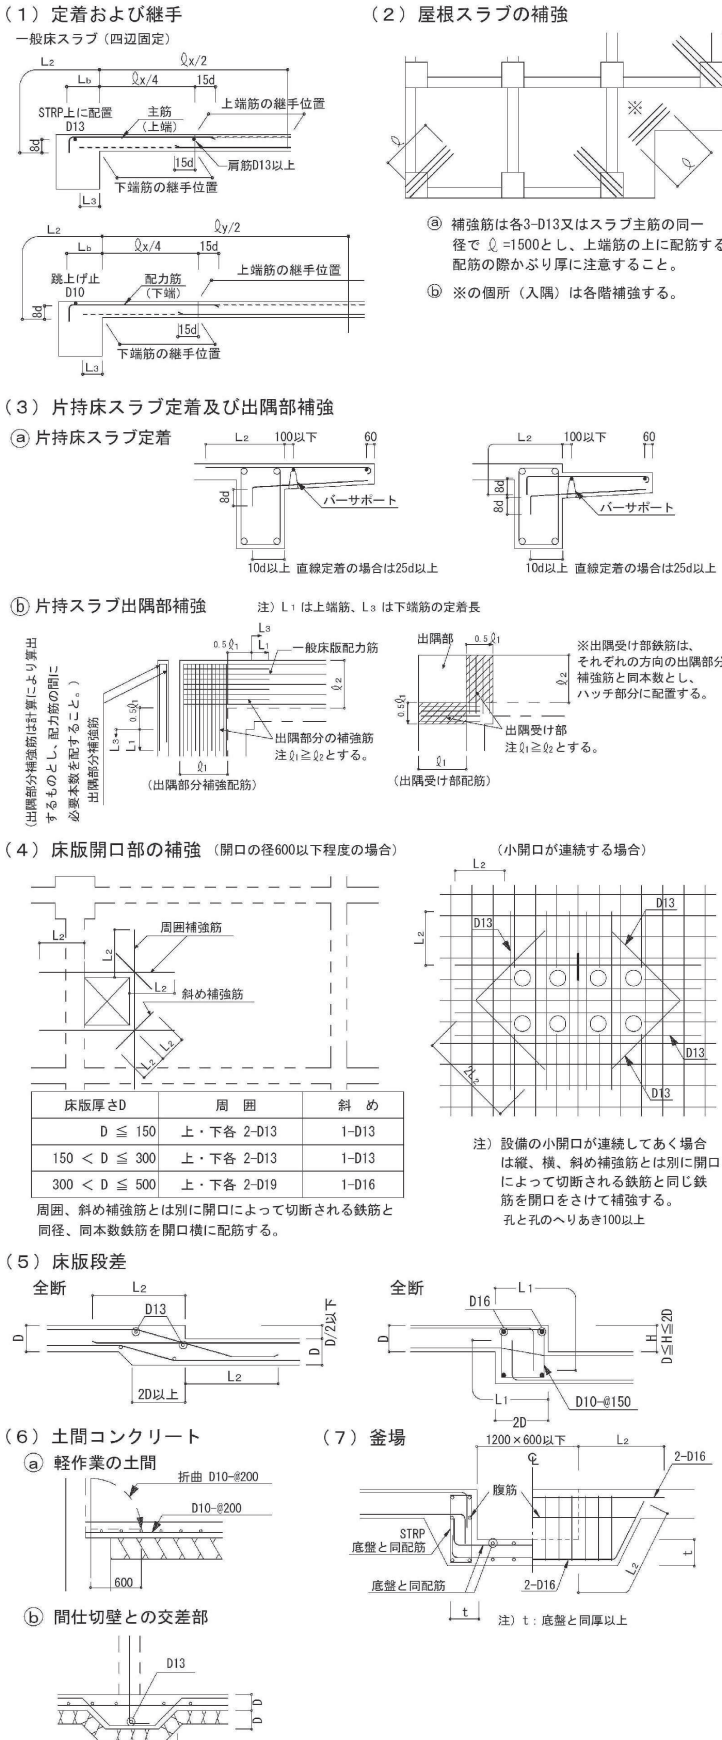 (1) 定着および継手
一般床スラブ (四辺固定)
L2
ℓx/2
Lb
ℓx/4
15d
STRP上に配置
D13
主筋
(上端)
上端筋の継手位置
8d
15d
肩筋D13以上
下端筋の継手位置
L3
L2
ℓy/2
Lb
ℓx/4
15d
跳上げ止
D10
配力筋
(下端)
上端筋の継手位置
8d
15d
下端筋の継手位置
L3
(2) 屋根スラブの補強
※
ℓ
ℓ
ⓐ 補強筋は各3-D13又はスラブ主筋の同一
径で ℓ =1500とし、上端筋の上に配筋する
配筋の際かぶり厚に注意すること。
ⓑ ※の個所 (入隅) は各階補強する。
(3) 片持床スラブ定着及び出隅部補強
ⓐ 片持床スラブ定着
L2
100以下
60
8d
バーサポート
10d以上 直線定着の場合は25d以上
L2
100以下
60
8d
8d
バーサポート
10d以上 直線定着の場合は25d以上
ⓑ 片持スラブ出隅部補強
注) L1 は上端筋、L3 は下端筋の定着長
(出隅部分補強筋は計算により算出
するものとし、配力筋の間に
必要本数を配すること。)
出隅部分補強筋
L3
L1
0.5ℓ1
L3
0.5ℓ1
L1
一般床版配力筋
ℓ2
出隅部分の補強筋
注 ℓ1≧ℓ2とする。
ℓ1
(出隅部分補強配筋)
出隅部
0.5ℓ1
ℓ2
0.5ℓ1
出隅受け部
注 ℓ1≧ℓ2とする。
ℓ1
(出隅受け部配筋)
※出隅受け部鉄筋は、
それぞれの方向の出隅部分
補強筋と同本数とし、
ハッチ部分に配置する。
(4) 床版開口部の補強 (開口の径600以下程度の場合)
L2
L2
周囲補強筋
L2
斜め補強筋
L2
L2
床版厚さD 周 囲 斜 め
D ≦ 150 上・下各 2-D13 1-D13
150 < D ≦ 300 上・下各 2-D13 1-D13
300 < D ≦ 500 上・下各 2-D19 1-D16
周囲、斜め補強筋とは別に開口によって切断される鉄筋と
同径、同本数鉄筋を開口横に配筋する。
(小開口が連続する場合)
L2
L2
D13
D13
D13
D13
2L2
注) 設備の小開口が連続してあく場合
は縦、横、斜め補強筋とは別に開口
によって切断される鉄筋と同じ鉄
筋を開口をさけて補強する。
孔と孔のへりあき100以上
(5) 床版段差
全断
L2
D13
D
D/2以下
D
2D以上
L2
全断
L1
D16
D
H
D≦H≦2D
L1
D10-@150
2D
(6) 土間コンクリート
ⓐ 軽作業の土間
折曲 D10-@200
D10-@200
600
ⓑ 間仕切壁との交差部
D13
D
D
(7) 釜場
1200×600以下
L2
℄
2-D16
腹筋
STRP
底盤と同配筋
底盤と同配筋
2-D16
L2
t
t
注) t : 底盤と同厚以上